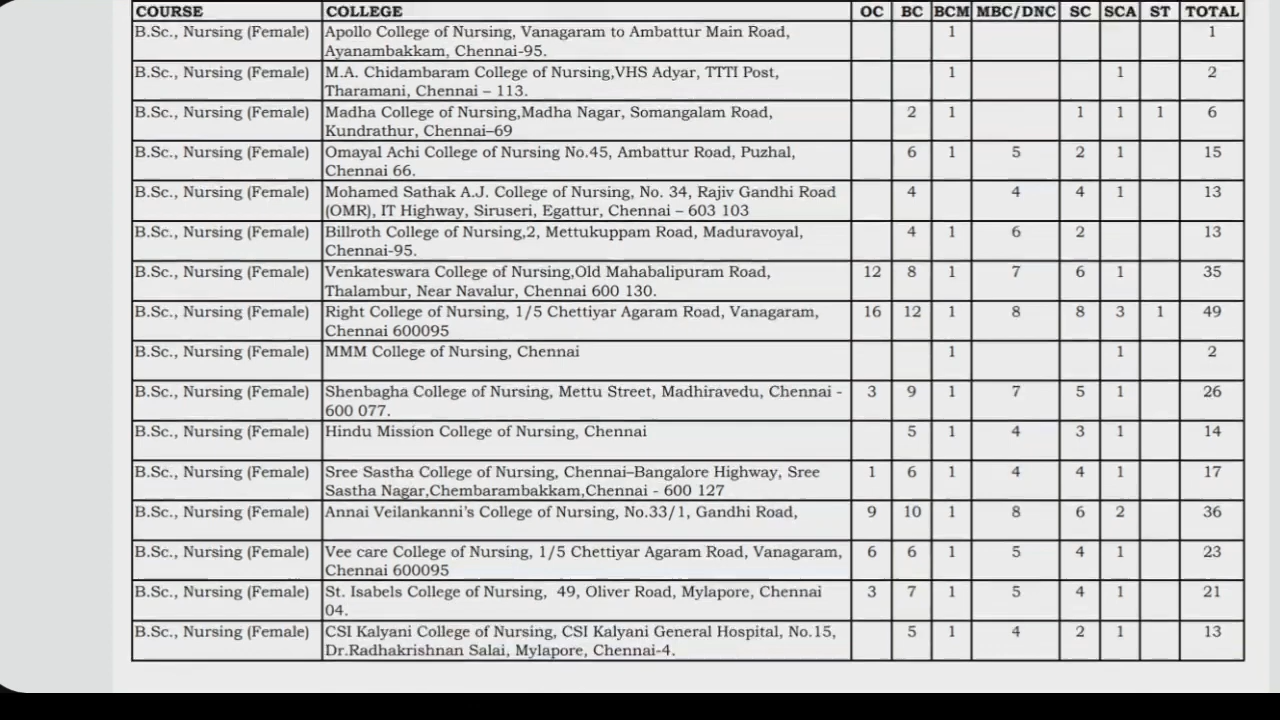 COURSE COLLEGE OC BC BCM MBC/DNC SC SCA ST TOTAL
B.Sc., Nursing (Female) Apollo College of Nursing, Vanagaram to Ambattur Main Road, 1 1
Ayanambakkam, Chennai-95.
B.Sc., Nursing (Female) M.A. Chidambaram College of Nursing,VHS Adyar, TTTI Post, 1 1 2
Tharamani, Chennai – 113.
B.Sc., Nursing (Female) Madha College of Nursing,Madha Nagar, Somangalam Road, 2 1 1 1 1 6
Kundrathur, Chennai–69
B.Sc., Nursing (Female) Omayal Achi College of Nursing No.45, Ambattur Road, Puzhal, 6 1 5 2 1 15
Chennai 66.
B.Sc., Nursing (Female) Mohamed Sathak A.J. College of Nursing, No. 34, Rajiv Gandhi Road 4 4 4 1 13
(OMR), IT Highway, Siruseri, Egattur, Chennai – 603 103
B.Sc., Nursing (Female) Billroth College of Nursing,2, Mettukuppam Road, Maduravoyal, 4 1 6 2 13
Chennai-95.
B.Sc., Nursing (Female) Venkateswara College of Nursing,Old Mahabalipuram Road, 12 8 1 7 6 1 35
Thalambur, Near Navalur, Chennai 600 130.
B.Sc., Nursing (Female) Right College of Nursing, 1/5 Chettiyar Agaram Road, Vanagaram, 16 12 1 8 8 3 1 49
Chennai 600095
B.Sc., Nursing (Female) MMM College of Nursing, Chennai 1 1 2
B.Sc., Nursing (Female) Shenbagha College of Nursing, Mettu Street, Madhiravedu, Chennai - 3 9 1 7 5 1 26
600 077.
B.Sc., Nursing (Female) Hindu Mission College of Nursing, Chennai 5 1 4 3 1 14
B.Sc., Nursing (Female) Sree Sastha College of Nursing, Chennai–Bangalore Highway, Sree 1 6 1 4 4 1 17
Sastha Nagar,Chembarambakkam,Chennai - 600 127
B.Sc., Nursing (Female) Annai Veilankanni’s College of Nursing, No.33/1, Gandhi Road, 9 10 1 8 6 2 36
B.Sc., Nursing (Female) Vee care College of Nursing, 1/5 Chettiyar Agaram Road, Vanagaram, 6 6 1 5 4 1 23
Chennai 600095
B.Sc., Nursing (Female) St. Isabels College of Nursing, 49, Oliver Road, Mylapore, Chennai 3 7 1 5 4 1 21
04.
B.Sc., Nursing (Female) CSI Kalyani College of Nursing, CSI Kalyani General Hospital, No.15, 5 1 4 2 1 13
Dr.Radhakrishnan Salai, Mylapore, Chennai-4.